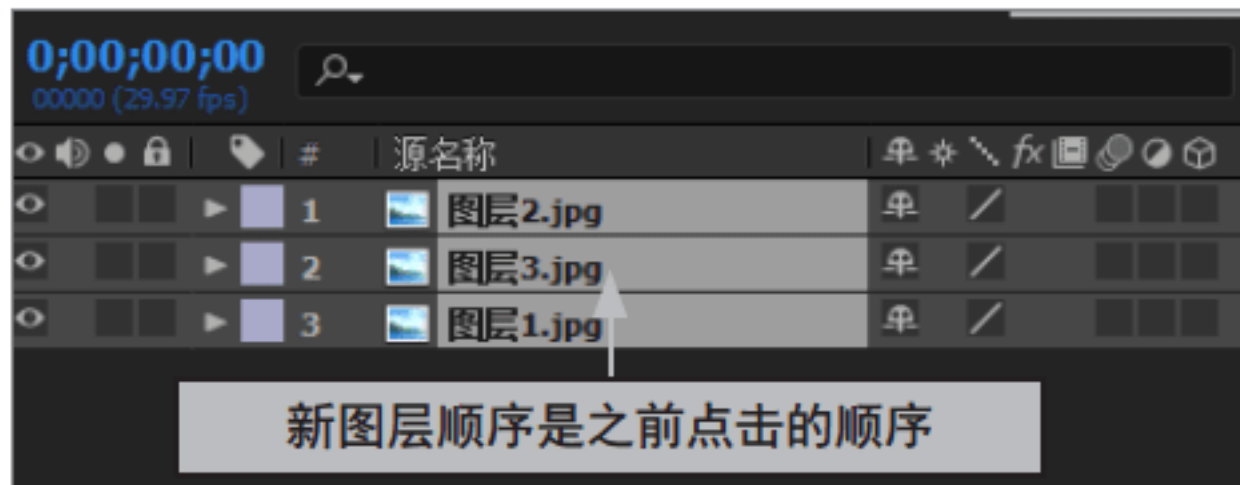 0;00;00;00
00000 (29.97 fps)
# 源名称 fx
1 图层2.jpg
2 图层3.jpg
3 图层1.jpg
新图层顺序是之前点击的顺序